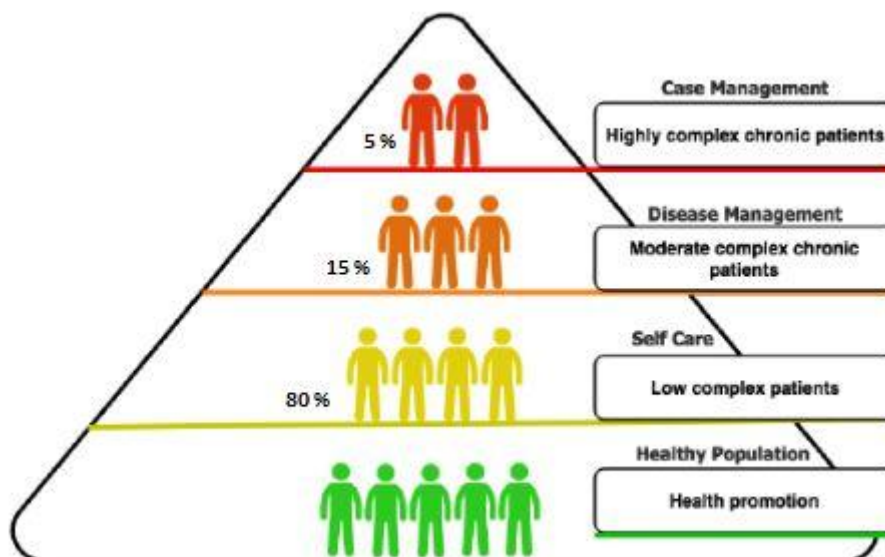 Case Management
5 %
Highly complex chronic patients
Disease Management
15 %
Moderate complex chronic
patients
Self Care
80 %
Low complex patients
Healthy Population
Health promotion